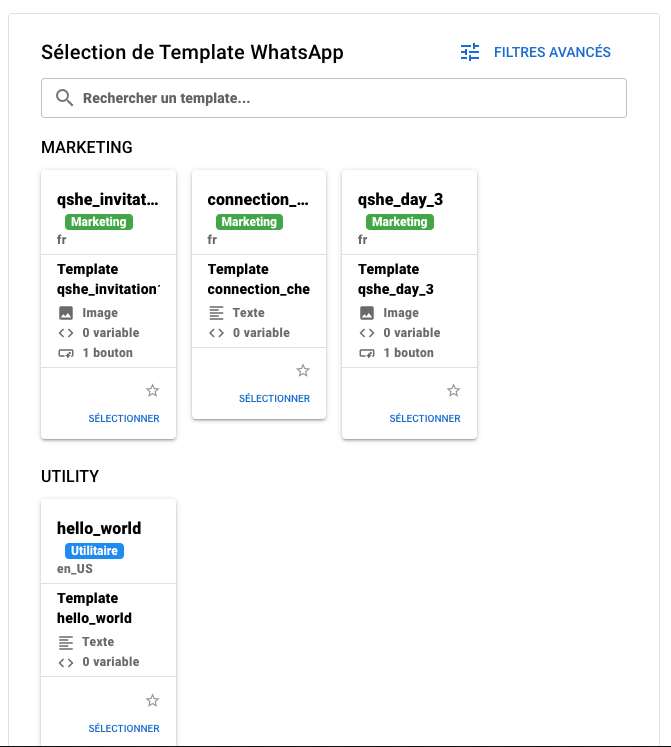 Sélection de Template WhatsApp
FILTRES AVANCÉS
Rechercher un template...
MARKETING
qshe_invitat...
Marketing
fr
Template
qshe_invitation
Image
0 variable
1 bouton
SÉLECTIONNER
connection_...
Marketing
fr
Template
connection_che
Texte
0 variable
SÉLECTIONNER
qshe_day_3
Marketing
fr
Template
qshe_day_3
Image
0 variable
1 bouton
SÉLECTIONNER
UTILITY
hello_world
Utilitaire
en_US
Template
hello_world
Texte
0 variable
SÉLECTIONNER